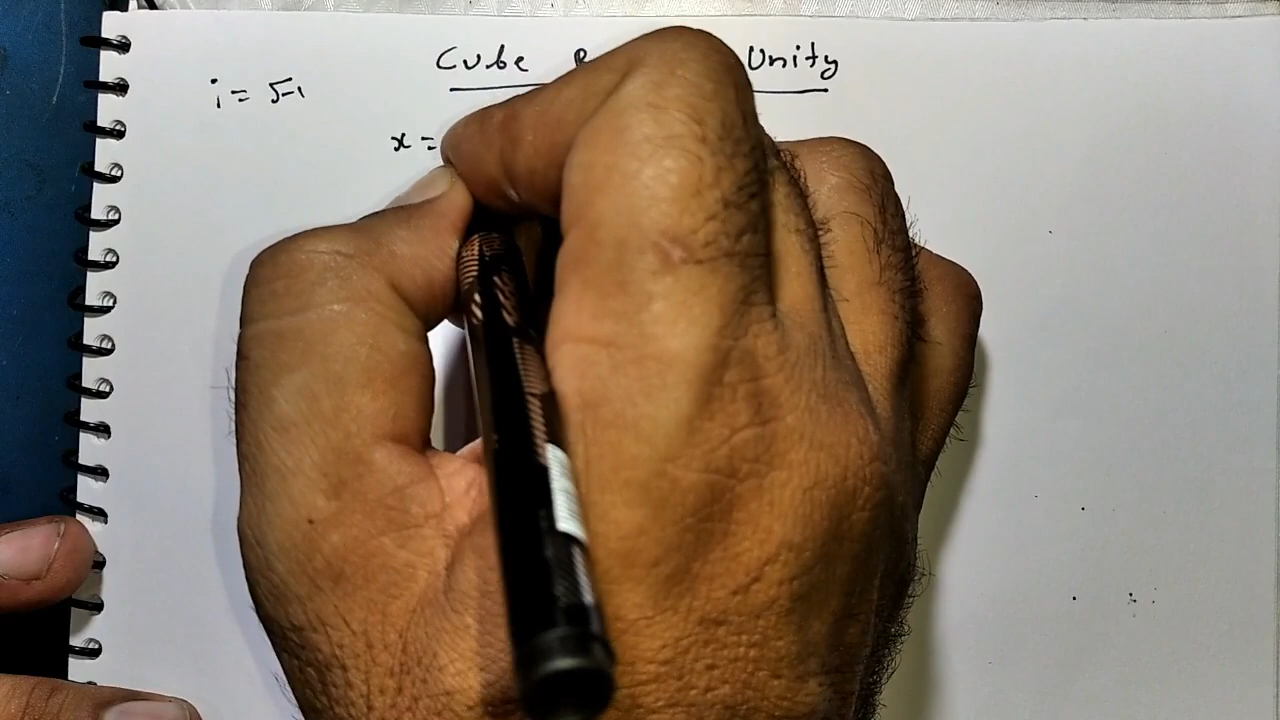 Cube Unity
i = √-1
x =